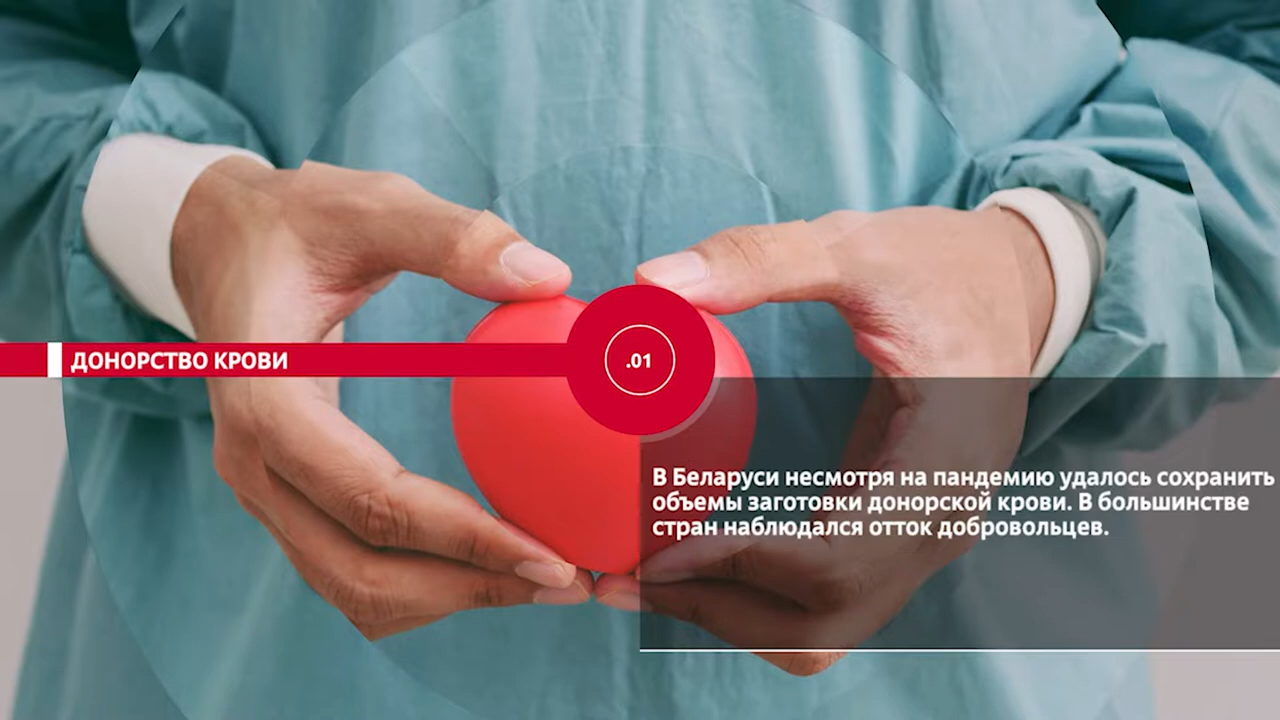 ДОНОРСТВО КРОВИ
.01
В Беларуси несмотря на пандемию удалось сохранить
объемы заготовки донорской крови. В большинстве
стран наблюдался отток добровольцев.